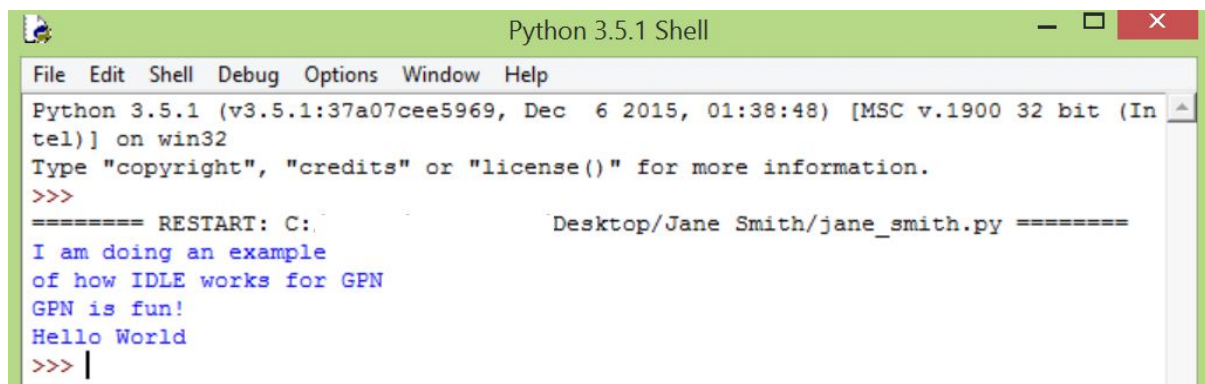 Python 3.5.1 Shell
File Edit Shell Debug Options Window Help
Python 3.5.1 (v3.5.1:37a07cee5969, Dec  6 2015, 01:38:48) [MSC v.1900 32 bit (In
tel)] on win32
Type "copyright", "credits" or "license()" for more information.
>>>
======== RESTART: C: Desktop/Jane Smith/jane_smith.py ========
I am doing an example
of how IDLE works for GPN
GPN is fun!
Hello World
>>>